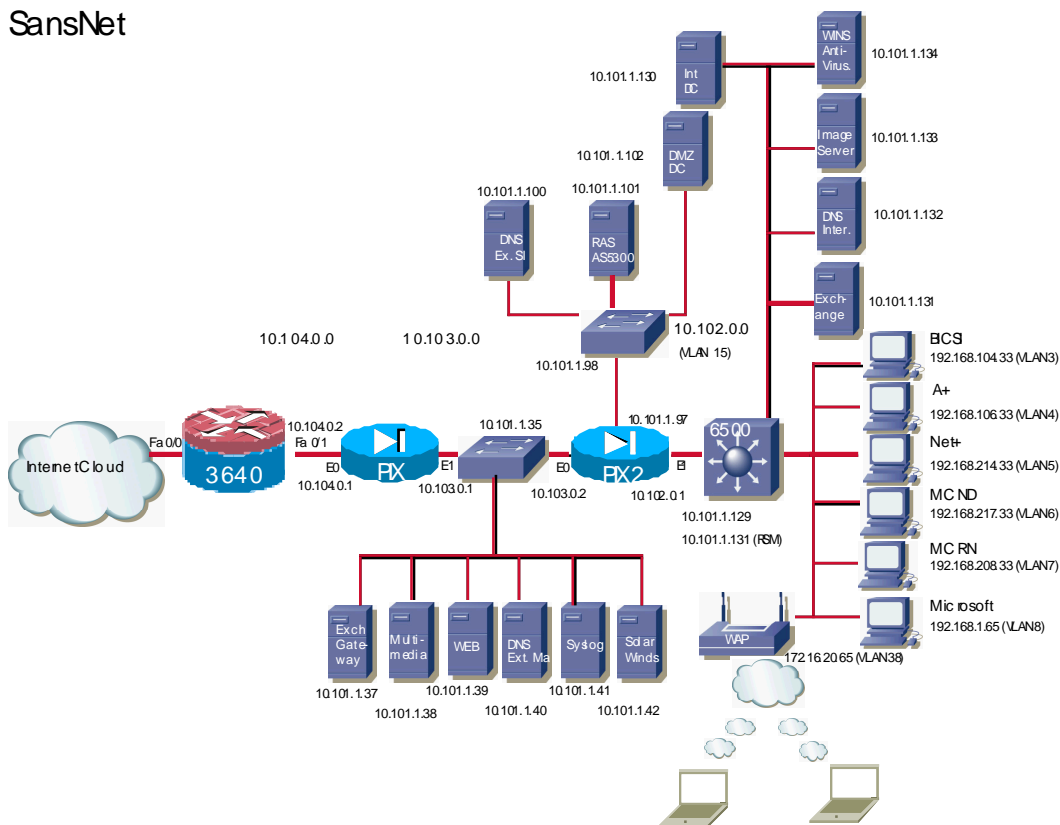 SansNet
WINS
Anti-
Virus.
10.101.1.134
10.101.1.130
Int
DC
Image
Server
10.101.1.133
10.101.1.102
DMZ
DC
10.101.1.100
10.101.1.101
DNS
Ex. SI
RAS
AS5300
DNS
Inter.
10.101.1.132
Exch-
ange
10.101.1.131
10.104.0.0
10.103.0.0
10.102.0.0
(VLAN 15)
10.101.1.98
BICSI
192.168.104.33 (VLAN3)
A+
192.168.106.33 (VLAN4)
Net+
192.168.214.33 (VLAN5)
MCND
192.168.217.33 (VLAN6)
MCRN
192.168.208.33 (VLAN7)
Microsoft
192.168.1.65 (VLAN8)
InternetCloud
Fa0/0
3640
10.104.0.2
Fa 0/1
E0
10.104.0.1
PIX
E1
10.103.0.1
10.101.1.35
E0
10.103.0.2
PIX2
10.101.1.97
E1
10.102.0.1
6500
10.101.1.129
10.101.1.131 (RSM)
Exch
Gate-
way
10.101.1.37
Multi-
media
10.101.1.38
WEB
10.101.1.39
DNS
Ext. Ma
10.101.1.40
Syslog
10.101.1.41
Solar
Winds
10.101.1.42
WAP
172.16.20.65 (VLAN38)